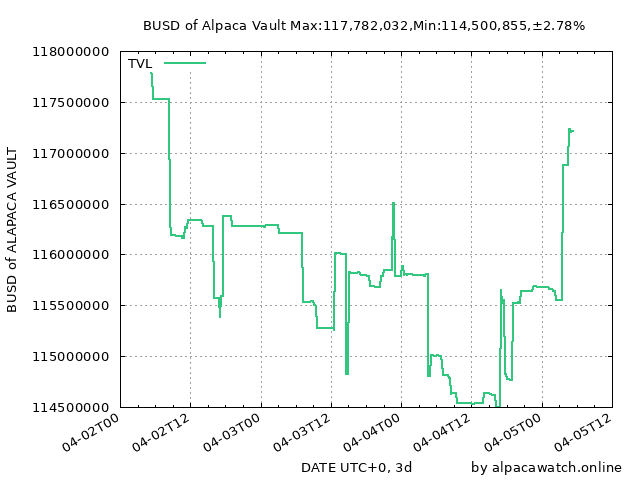 BUSD of Alpaca Vault Max:117,782,032,Min:114,500,855,±2.78%
TVL
118000000
117500000
117000000
116500000
116000000
115500000
115000000
114500000
BUSD of ALAPACA VAULT
04-02T00
04-02T12
04-03T00
04-03T12
04-04T00
04-04T12
04-05T00
04-05T12
DATE UTC+0, 3d
by alpacawatch.online